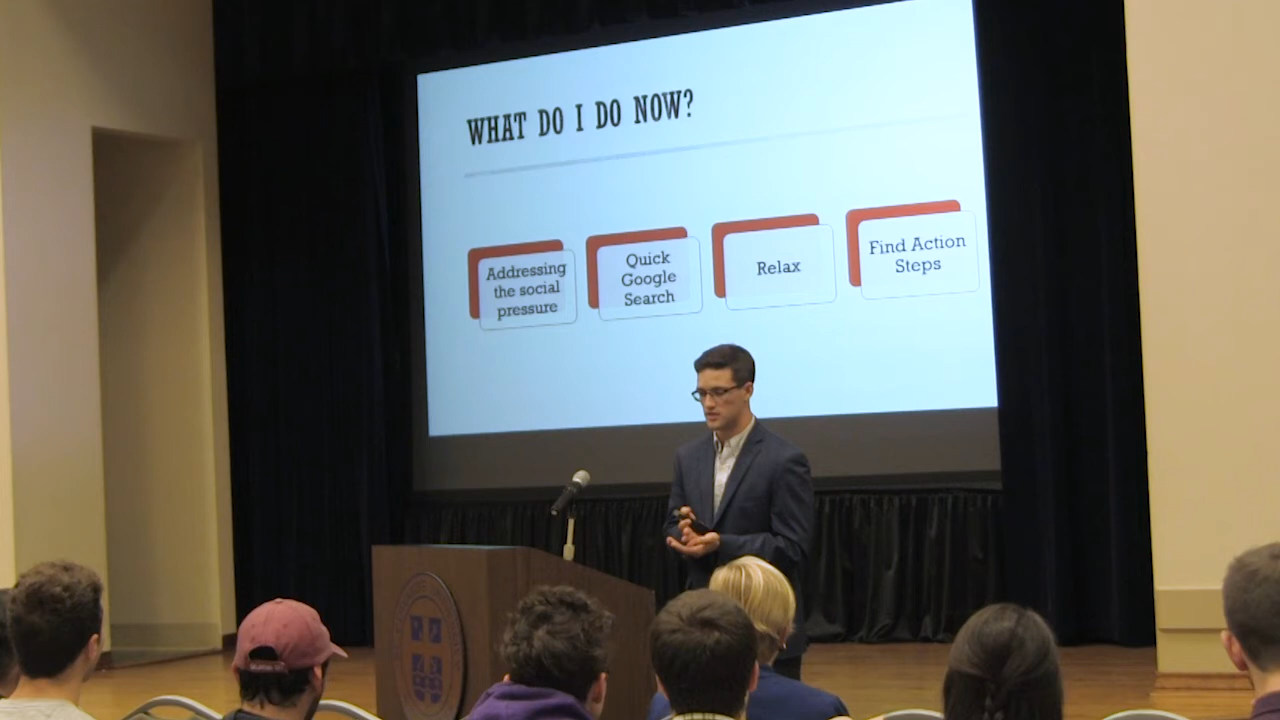 WHAT DO I DO NOW?
Addressing
the social
pressure
Quick
Google
Search
Relax
Find Action
Steps